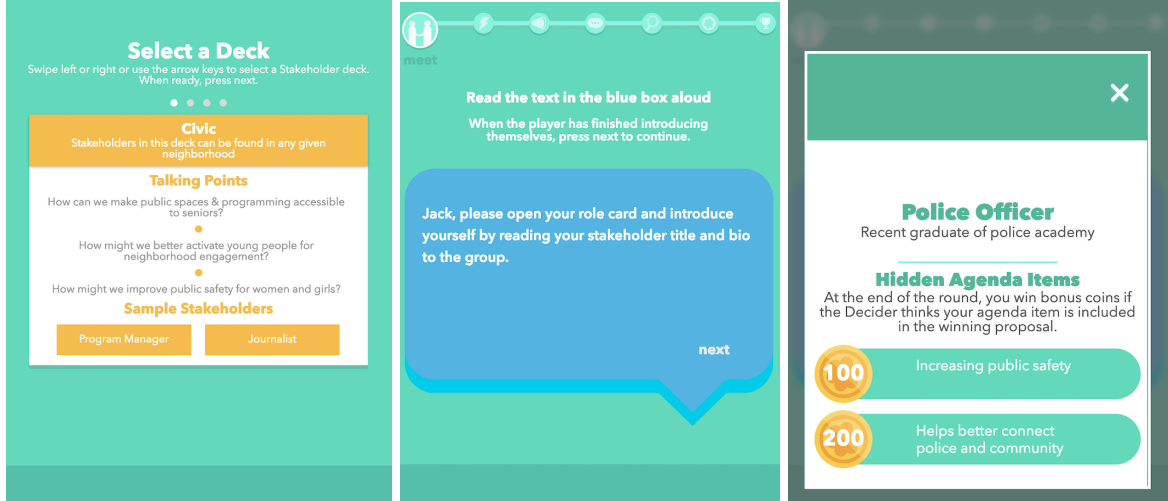 Select a Deck
Swipe left or right or use the arrow keys to select a Stakeholder deck.
When ready, press next.
Civic
Stakeholders in this deck can be found in any given
neighborhood
Talking Points
How can we make public spaces & programming accessible
to seniors?
How might we better activate young people for
neighborhood engagement?
How might we improve public safety for women and girls?
Sample Stakeholders
Program Manager
Journalist
meet
Read the text in the blue box aloud
When the player has finished introducing
themselves, press next to continue.
Jack, please open your role card and introduce
yourself by reading your stakeholder title and bio
to the group.
next
Police Officer
Recent graduate of police academy
Hidden Agenda Items
At the end of the round, you win bonus coins if
the Decider thinks your agenda item is included
in the winning proposal.
100
Increasing public safety
200
Helps better connect
police and community